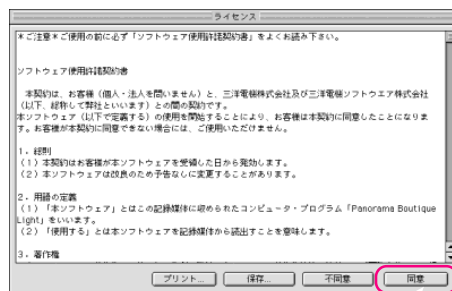 ライセンス
*ご注意*ご使用の前に必ず「ソフトウェア使用許諾契約書」をよくお読み下さい。
ソフトウェア使用許諾契約書
本契約は、お客様（個人・法人を問いません）と、三洋電機株式会社及び三洋電機ソフトウエア株式会社
（以下、総称して弊社といいます）との間の契約です。
本ソフトウェア（以下で定義する）の使用を開始することにより、お客様は本契約に同意したことになりま
す。お客様が本契約に同意できない場合には、ご使用いただけません。
1．総則
（1）本契約はお客様が本ソフトウェアを受領した日から発効します。
（2）本ソフトウェアは改良のため予告なしに変更することがあります。
2．用語の定義
（1）「本ソフトウェア」とはこの記録媒体に収められたコンピュータ・プログラム「Panorama Boutique
Light」をいいます。
（2）「使用する」とは本ソフトウェアを記録媒体から読出すことを意味します。
3．著作権
プリント... 保存... 不同意 同意